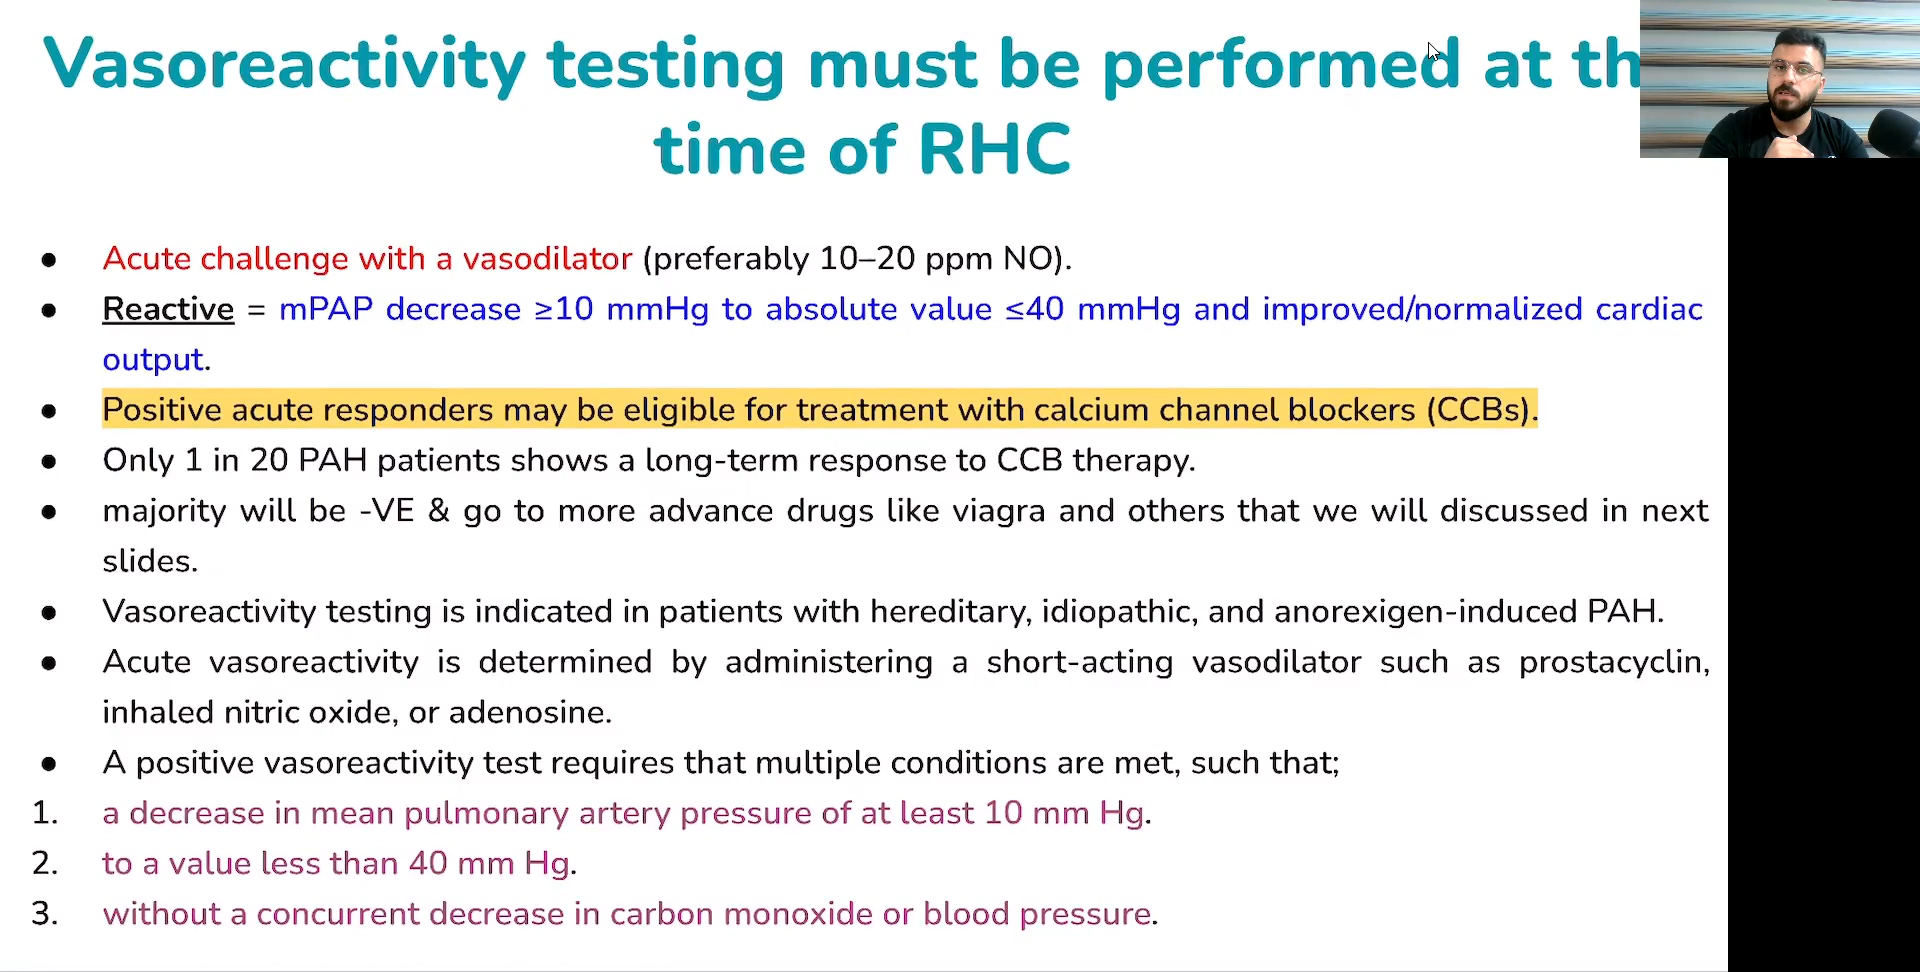 Vasoreactivity testing must be performed at th
time of RHC
● Acute challenge with a vasodilator (preferably 10–20 ppm NO).
● Reactive = mPAP decrease ≥10 mmHg to absolute value ≤40 mmHg and improved/normalized cardiac
output.
● Positive acute responders may be eligible for treatment with calcium channel blockers (CCBs).
● Only 1 in 20 PAH patients shows a long-term response to CCB therapy.
● majority will be -VE & go to more advance drugs like viagra and others that we will discussed in next
slides.
● Vasoreactivity testing is indicated in patients with hereditary, idiopathic, and anorexigen-induced PAH.
● Acute vasoreactivity is determined by administering a short-acting vasodilator such as prostacyclin,
inhaled nitric oxide, or adenosine.
● A positive vasoreactivity test requires that multiple conditions are met, such that;
1. a decrease in mean pulmonary artery pressure of at least 10 mm Hg.
2. to a value less than 40 mm Hg.
3. without a concurrent decrease in carbon monoxide or blood pressure.